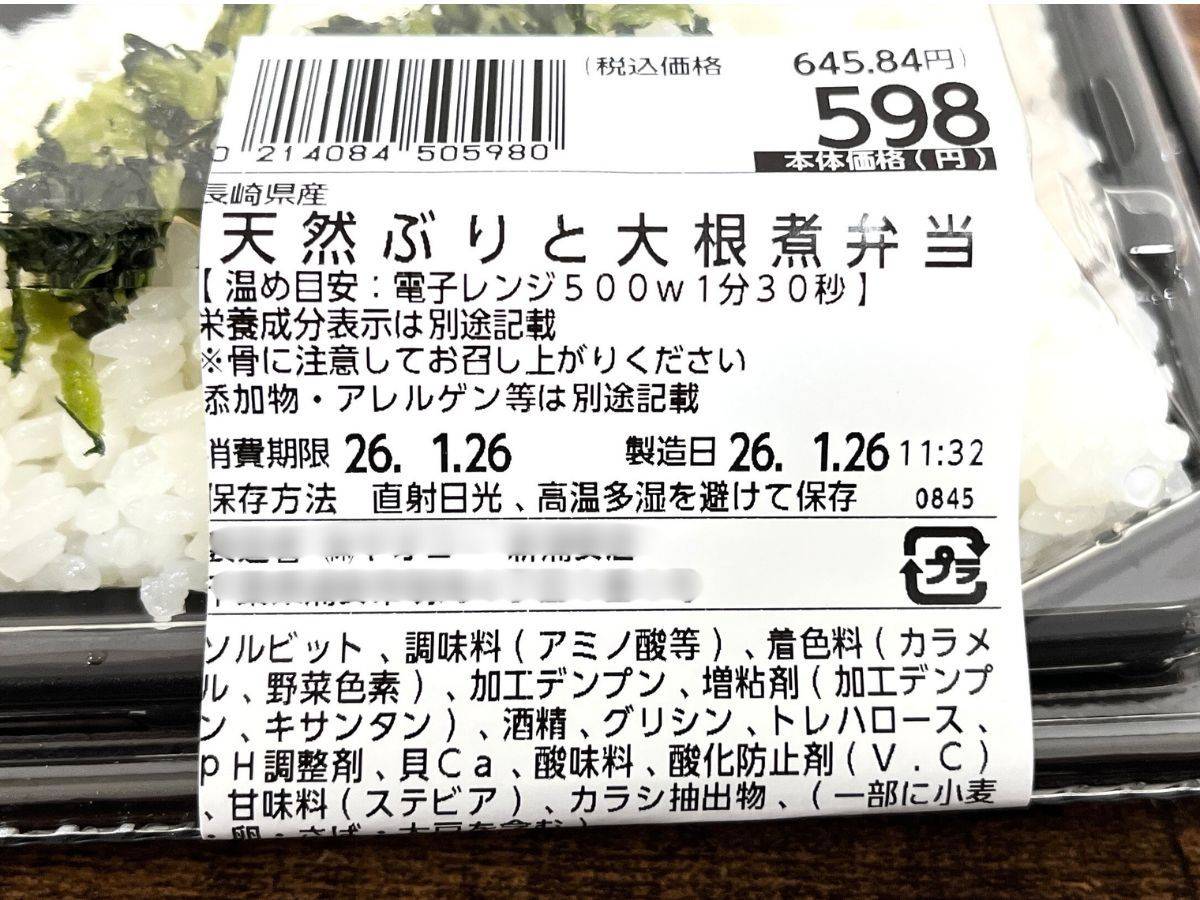 (税込価格 645.84円)
598
0 214084 505980
本体価格(円)
長崎県産
天然ぶりと大根煮弁当
【温め目安:電子レンジ500w1分30秒】
栄養成分表示は別途記載
※骨に注意してお召し上がりください
添加物・アレルゲン等は別途記載
消費期限 26. 1.26 製造日 26. 1.26 11:32
保存方法 直射日光、高温多湿を避けて保存 0845
プラ
ソルビット、調味料(アミノ酸等)、着色料(カラメ
ル、野菜色素)、加工デンプン、増粘剤(加工デンプ
ン、キサンタン)、酒精、グリシン、トレハロース、
pH調整剤、貝Ca、酸味料、酸化防止剤(V.C)
、甘味料(ステビア)、カラシ抽出物、(一部に小麦
・卵・さば・大豆を含む)